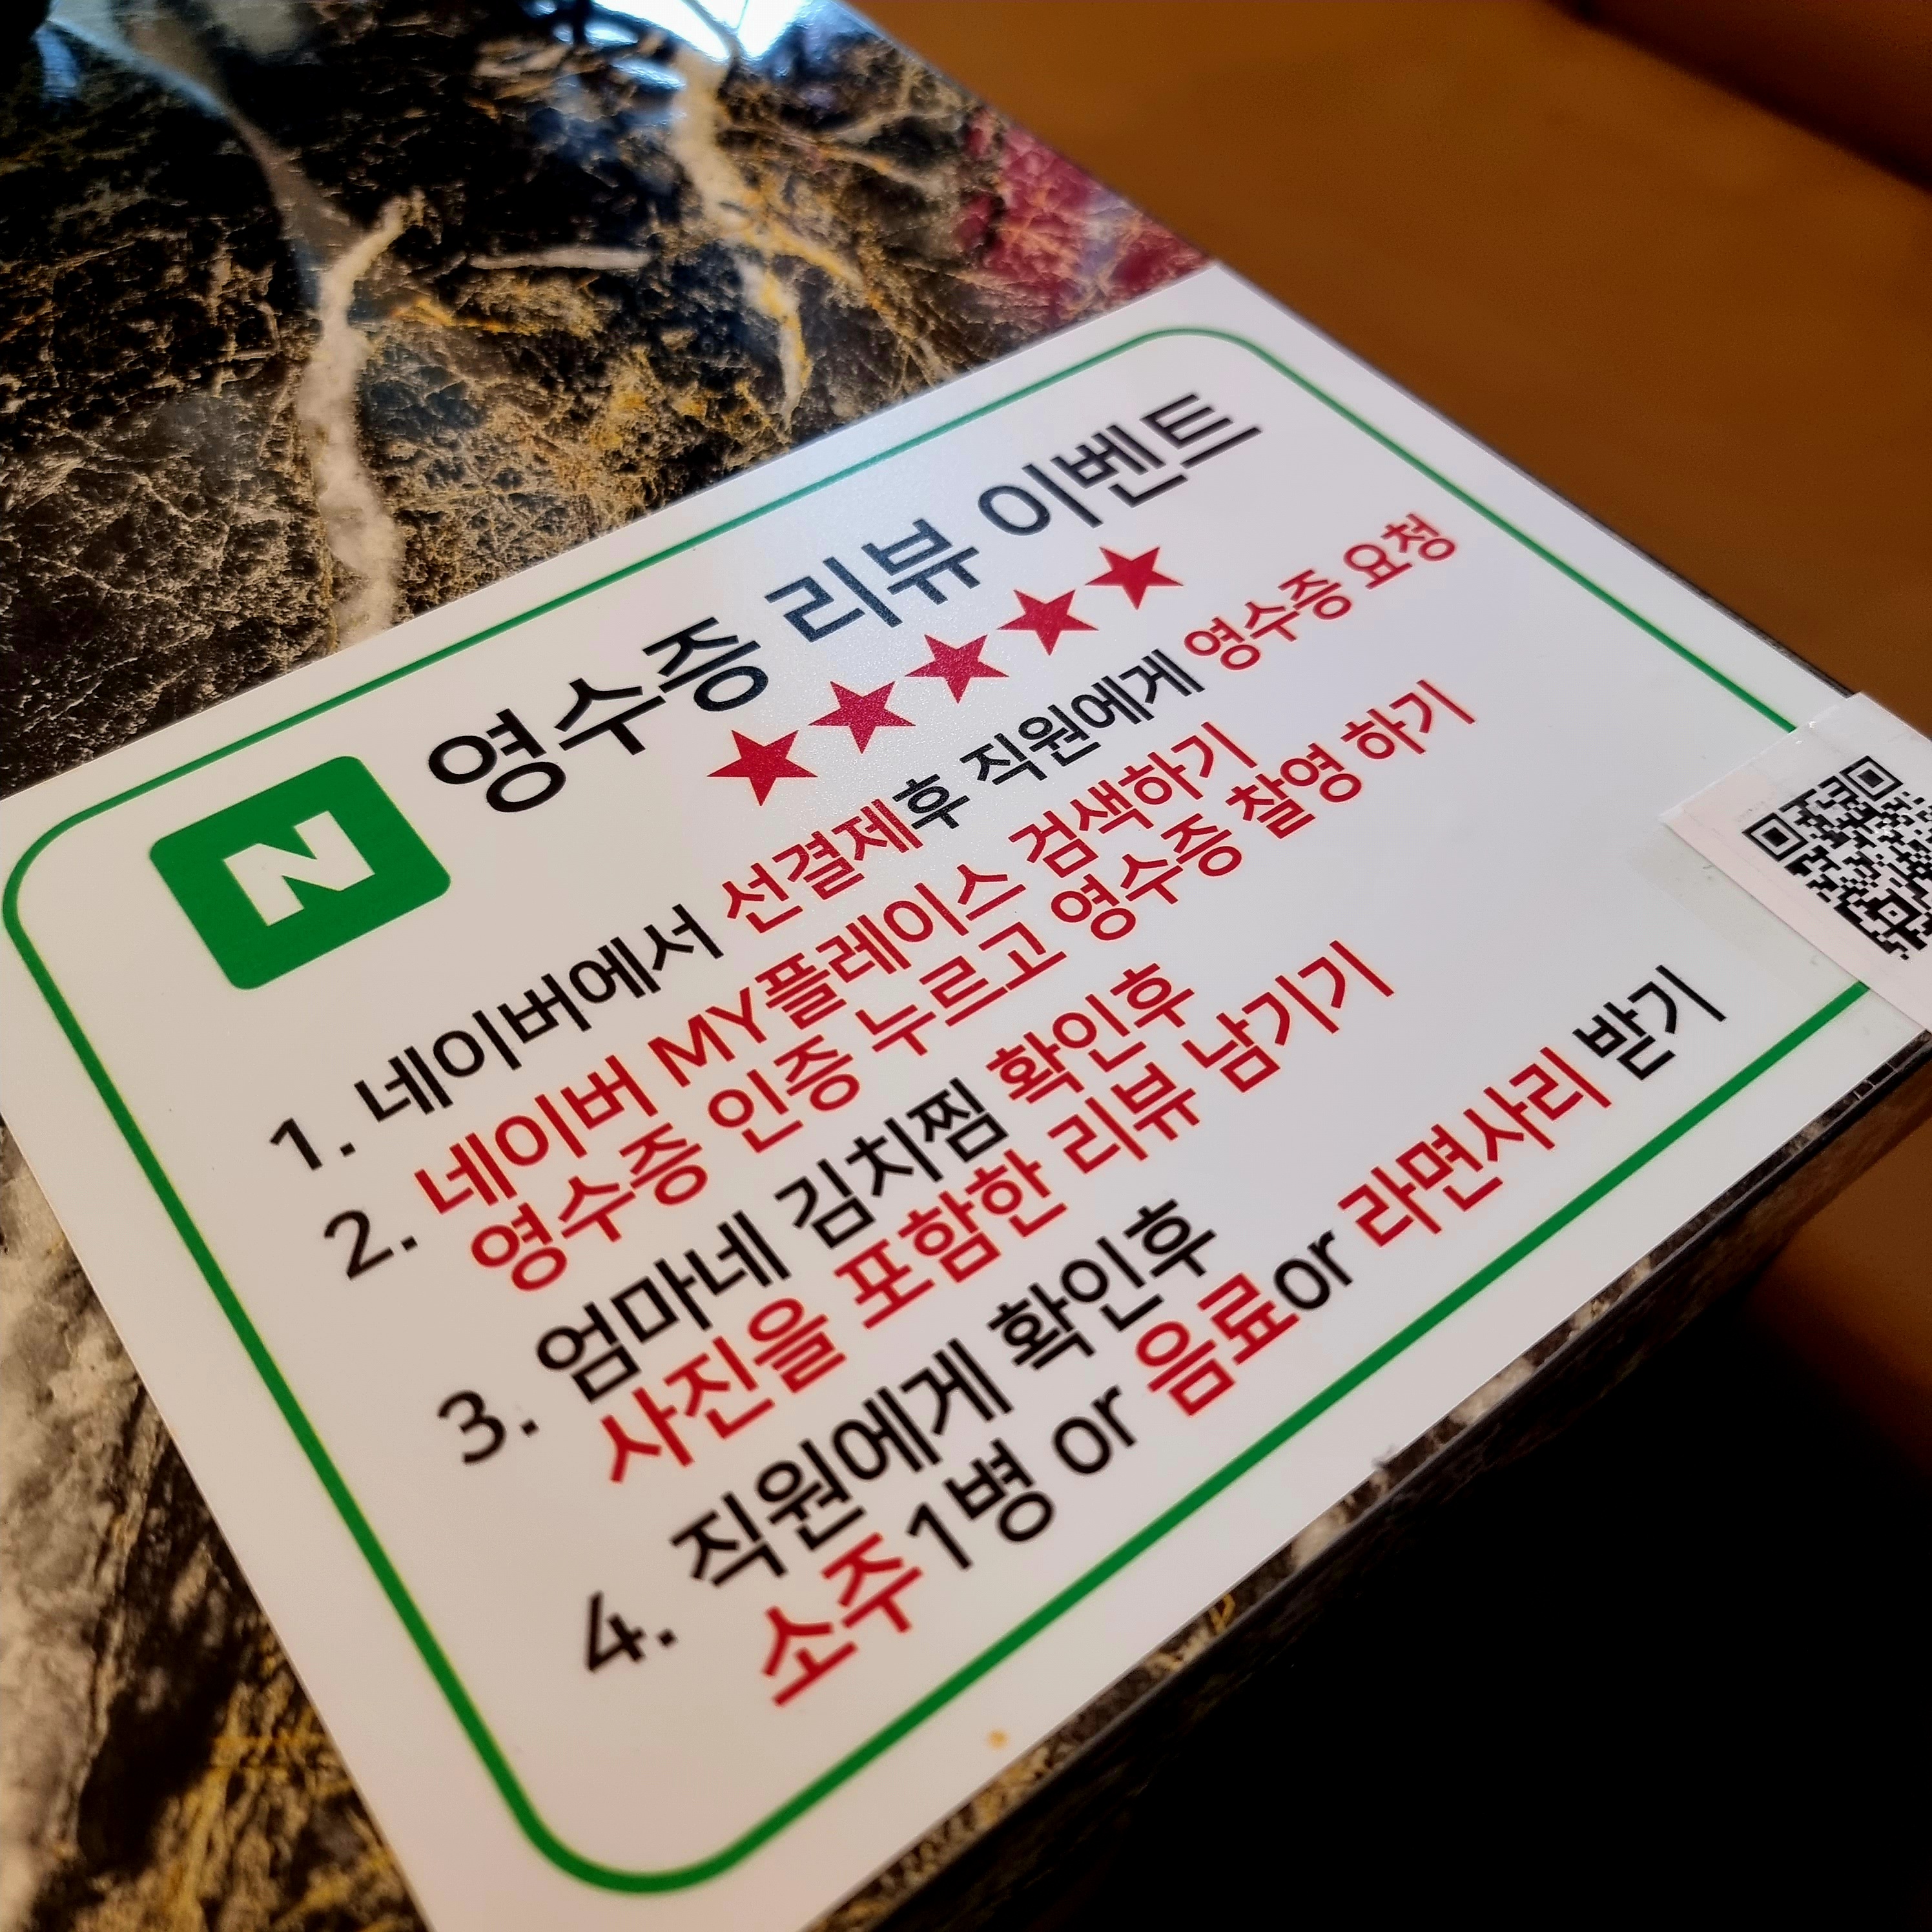 N 영수증 리뷰 이벤트
★★★★★
1. 네이버에서 선결제후 직원에게 영수증 요청
2. 네이버 MY플레이스 검색하기
영수증 인증 누르고 영수증 촬영 하기
3. 엄마네 김치찜 확인후
사진을 포함한 리뷰 남기기
4. 직원에게 확인후
소주1병 or 음료or 라면사리 받기